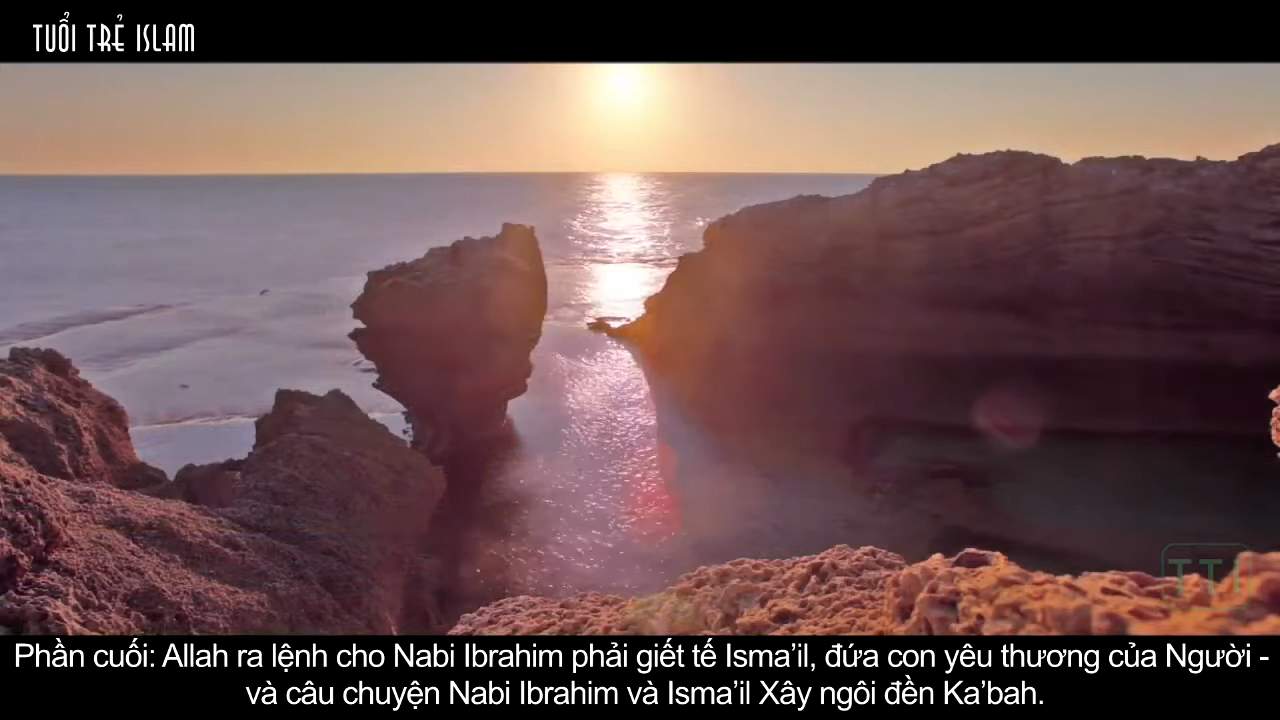 TUỔI TRẺ ISLAM
TTI
Phần cuối: Allah ra lệnh cho Nabi Ibrahim phải giết tế Isma’il, đứa con yêu thương của Người -
và câu chuyện Nabi Ibrahim và Isma’il Xây ngôi đền Ka’bah.